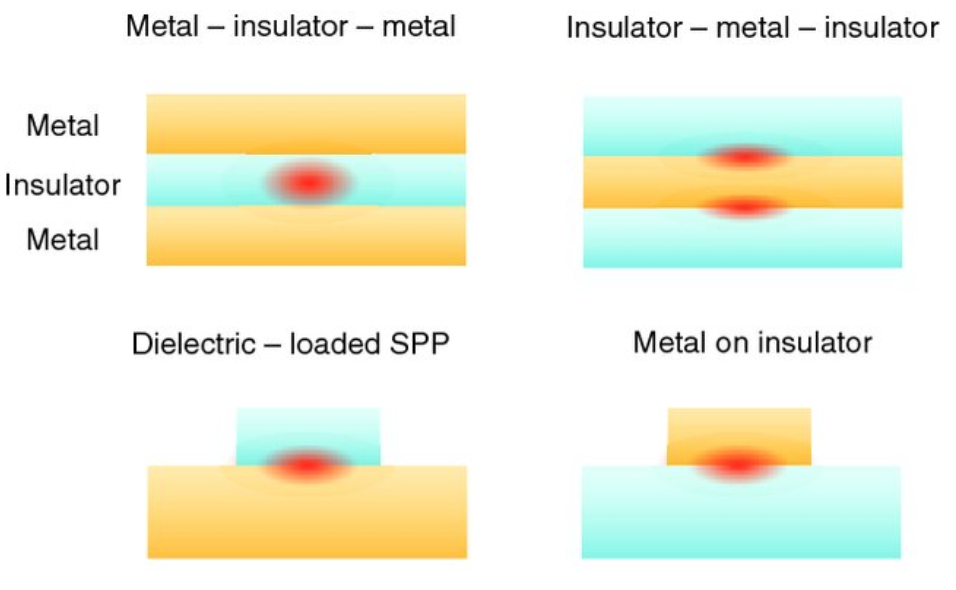 Metal – insulator – metal
Insulator – metal – insulator
Metal
Insulator
Metal
Dielectric – loaded SPP
Metal on insulator